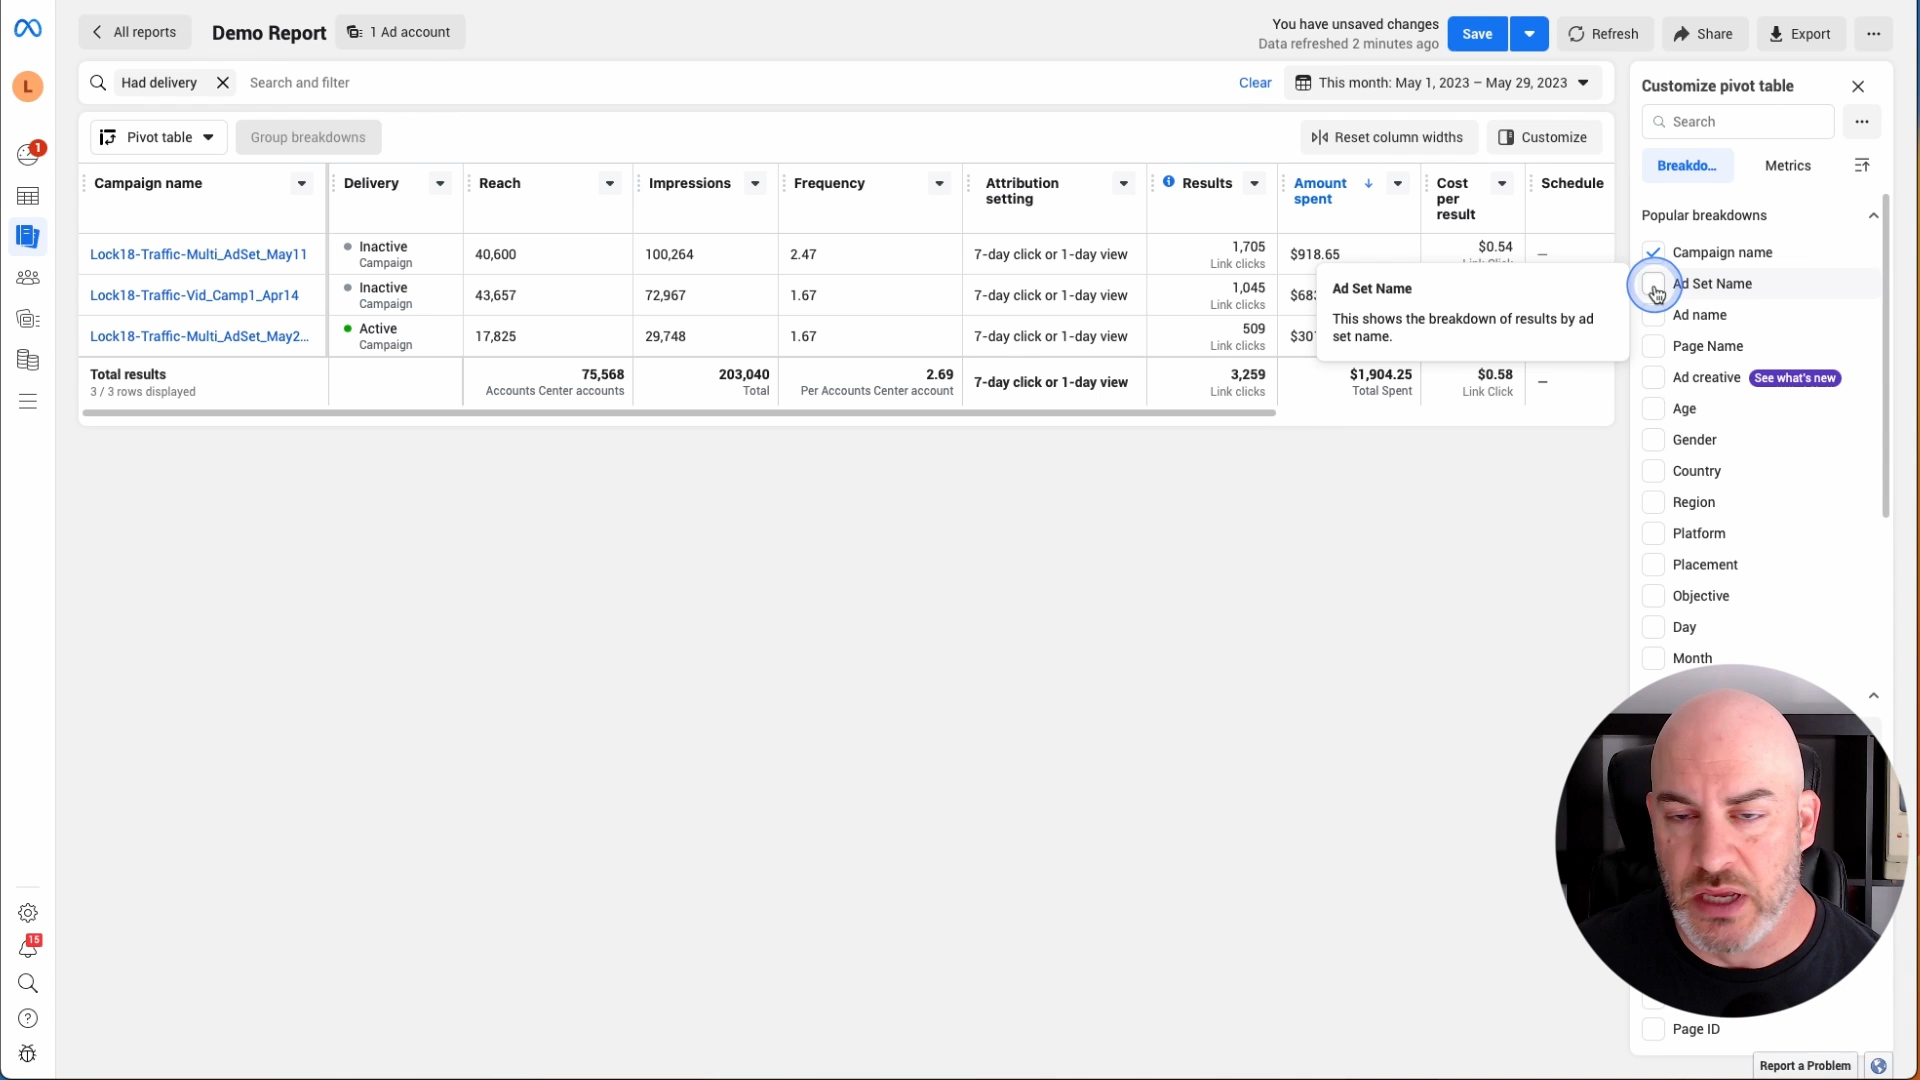 All reports
Demo Report
1 Ad account
You have unsaved changes
Data refreshed 2 minutes ago
Save
Refresh
Share
Export
L
Had delivery
Search and filter
Clear
This month: May 1, 2023 – May 29, 2023
1
Pivot table
Group breakdowns
Reset column widths
Customize
Campaign name
Delivery
Reach
Impressions
Frequency
Attribution
setting
Results
Amount
spent
Cost
per
result
Schedule
Lock18-Traffic-Multi_AdSet_May11
Inactive
Campaign
40,600
100,264
2.47
7-day click or 1-day view
1,705
Link clicks
$918.65
$0.54
—
Lock18-Traffic-Vid_Camp1_Apr14
Inactive
Campaign
43,657
72,967
1.67
7-day click or 1-day view
1,045
Link clicks
Lock18-Traffic-Multi_AdSet_May2...
Active
Campaign
17,825
29,748
1.67
7-day click or 1-day view
509
Link clicks
Total results
3 / 3 rows displayed
75,568
Accounts Center accounts
203,040
Total
2.69
Per Accounts Center account
7-day click or 1-day view
3,259
Link clicks
$1,904.25
Total Spent
$0.58
Link Click
—
Ad Set Name
This shows the breakdown of results by ad
set name.
Customize pivot table
Search
Breakdo...
Metrics
Popular breakdowns
Campaign name
Ad Set Name
Ad name
Page Name
Ad creative See what's new
Age
Gender
Country
Region
Platform
Placement
Objective
Day
Month
Page ID
15
Report a Problem